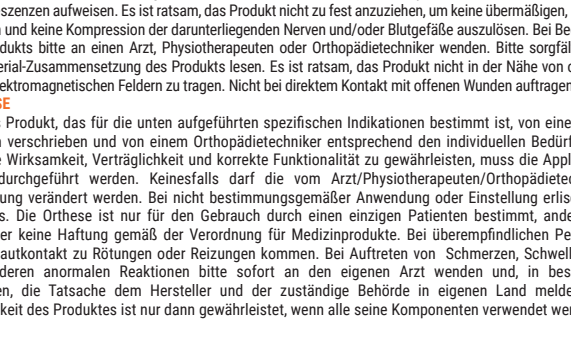 szenzen aufweisen. Es ist ratsam, das Produkt nicht zu fest anzuziehen, um keine übermäßigen,
und keine Kompression der darunterliegenden Nerven und/oder Blutgefäße auszulösen. Bei Be
dukts bitte an einen Arzt, Physiotherapeuten oder Orthopädietechniker wenden. Bitte sorgfäl
erial-Zusammensetzung des Produkts lesen. Es ist ratsam, das Produkt nicht in der Nähe von
ektromagnetischen Feldern zu tragen. Nicht bei direktem Kontakt mit offenen Wunden auftragen
SE
Produkt, das für die unten aufgeführten spezifischen Indikationen bestimmt ist, von eine
verschrieben und von einem Orthopädietechniker entsprechend den individuellen Bedürf
Wirksamkeit, Verträglichkeit und korrekte Funktionalität zu gewährleisten, muss die Appl
durchgeführt werden. Keinesfalls darf die vom Arzt/Physiotherapeuten/Orthopädietec
ung verändert werden. Bei nicht bestimmungsgemäßer Anwendung oder Einstellung erlisc
s. Die Orthese ist nur für den Gebrauch durch einen einzigen Patienten bestimmt, ande
er keine Haftung gemäß der Verordnung für Medizinprodukte. Bei überempfindlichen Pe
autkontakt zu Rötungen oder Reizungen kommen. Bei Auftreten von Schmerzen, Schwell
deren anormalen Reaktionen bitte sofort an den eigenen Arzt wenden und, in bes
en, die Tatsache dem Hersteller und der zuständige Behörde in eigenen Land melde
keit des Produktes ist nur dann gewährleistet, wenn alle seine Komponenten verwendet wer